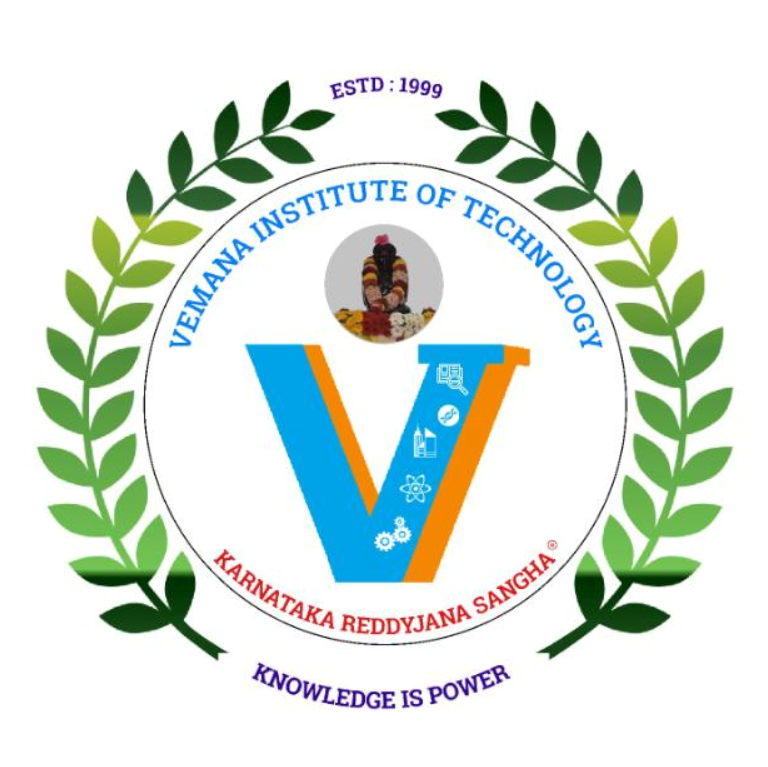 ESTD : 1999
VEMANA INSTITUTE OF TECHNOLOGY
V
KARNATAKA REDDYJANA SANGHA®
KNOWLEDGE IS POWER